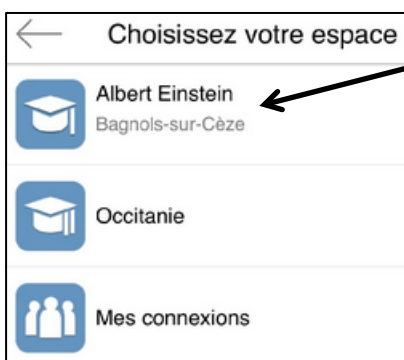 Choisissez votre espace
Albert Einstein
Bagnols-sur-Cèze
Occitanie
Mes connexions